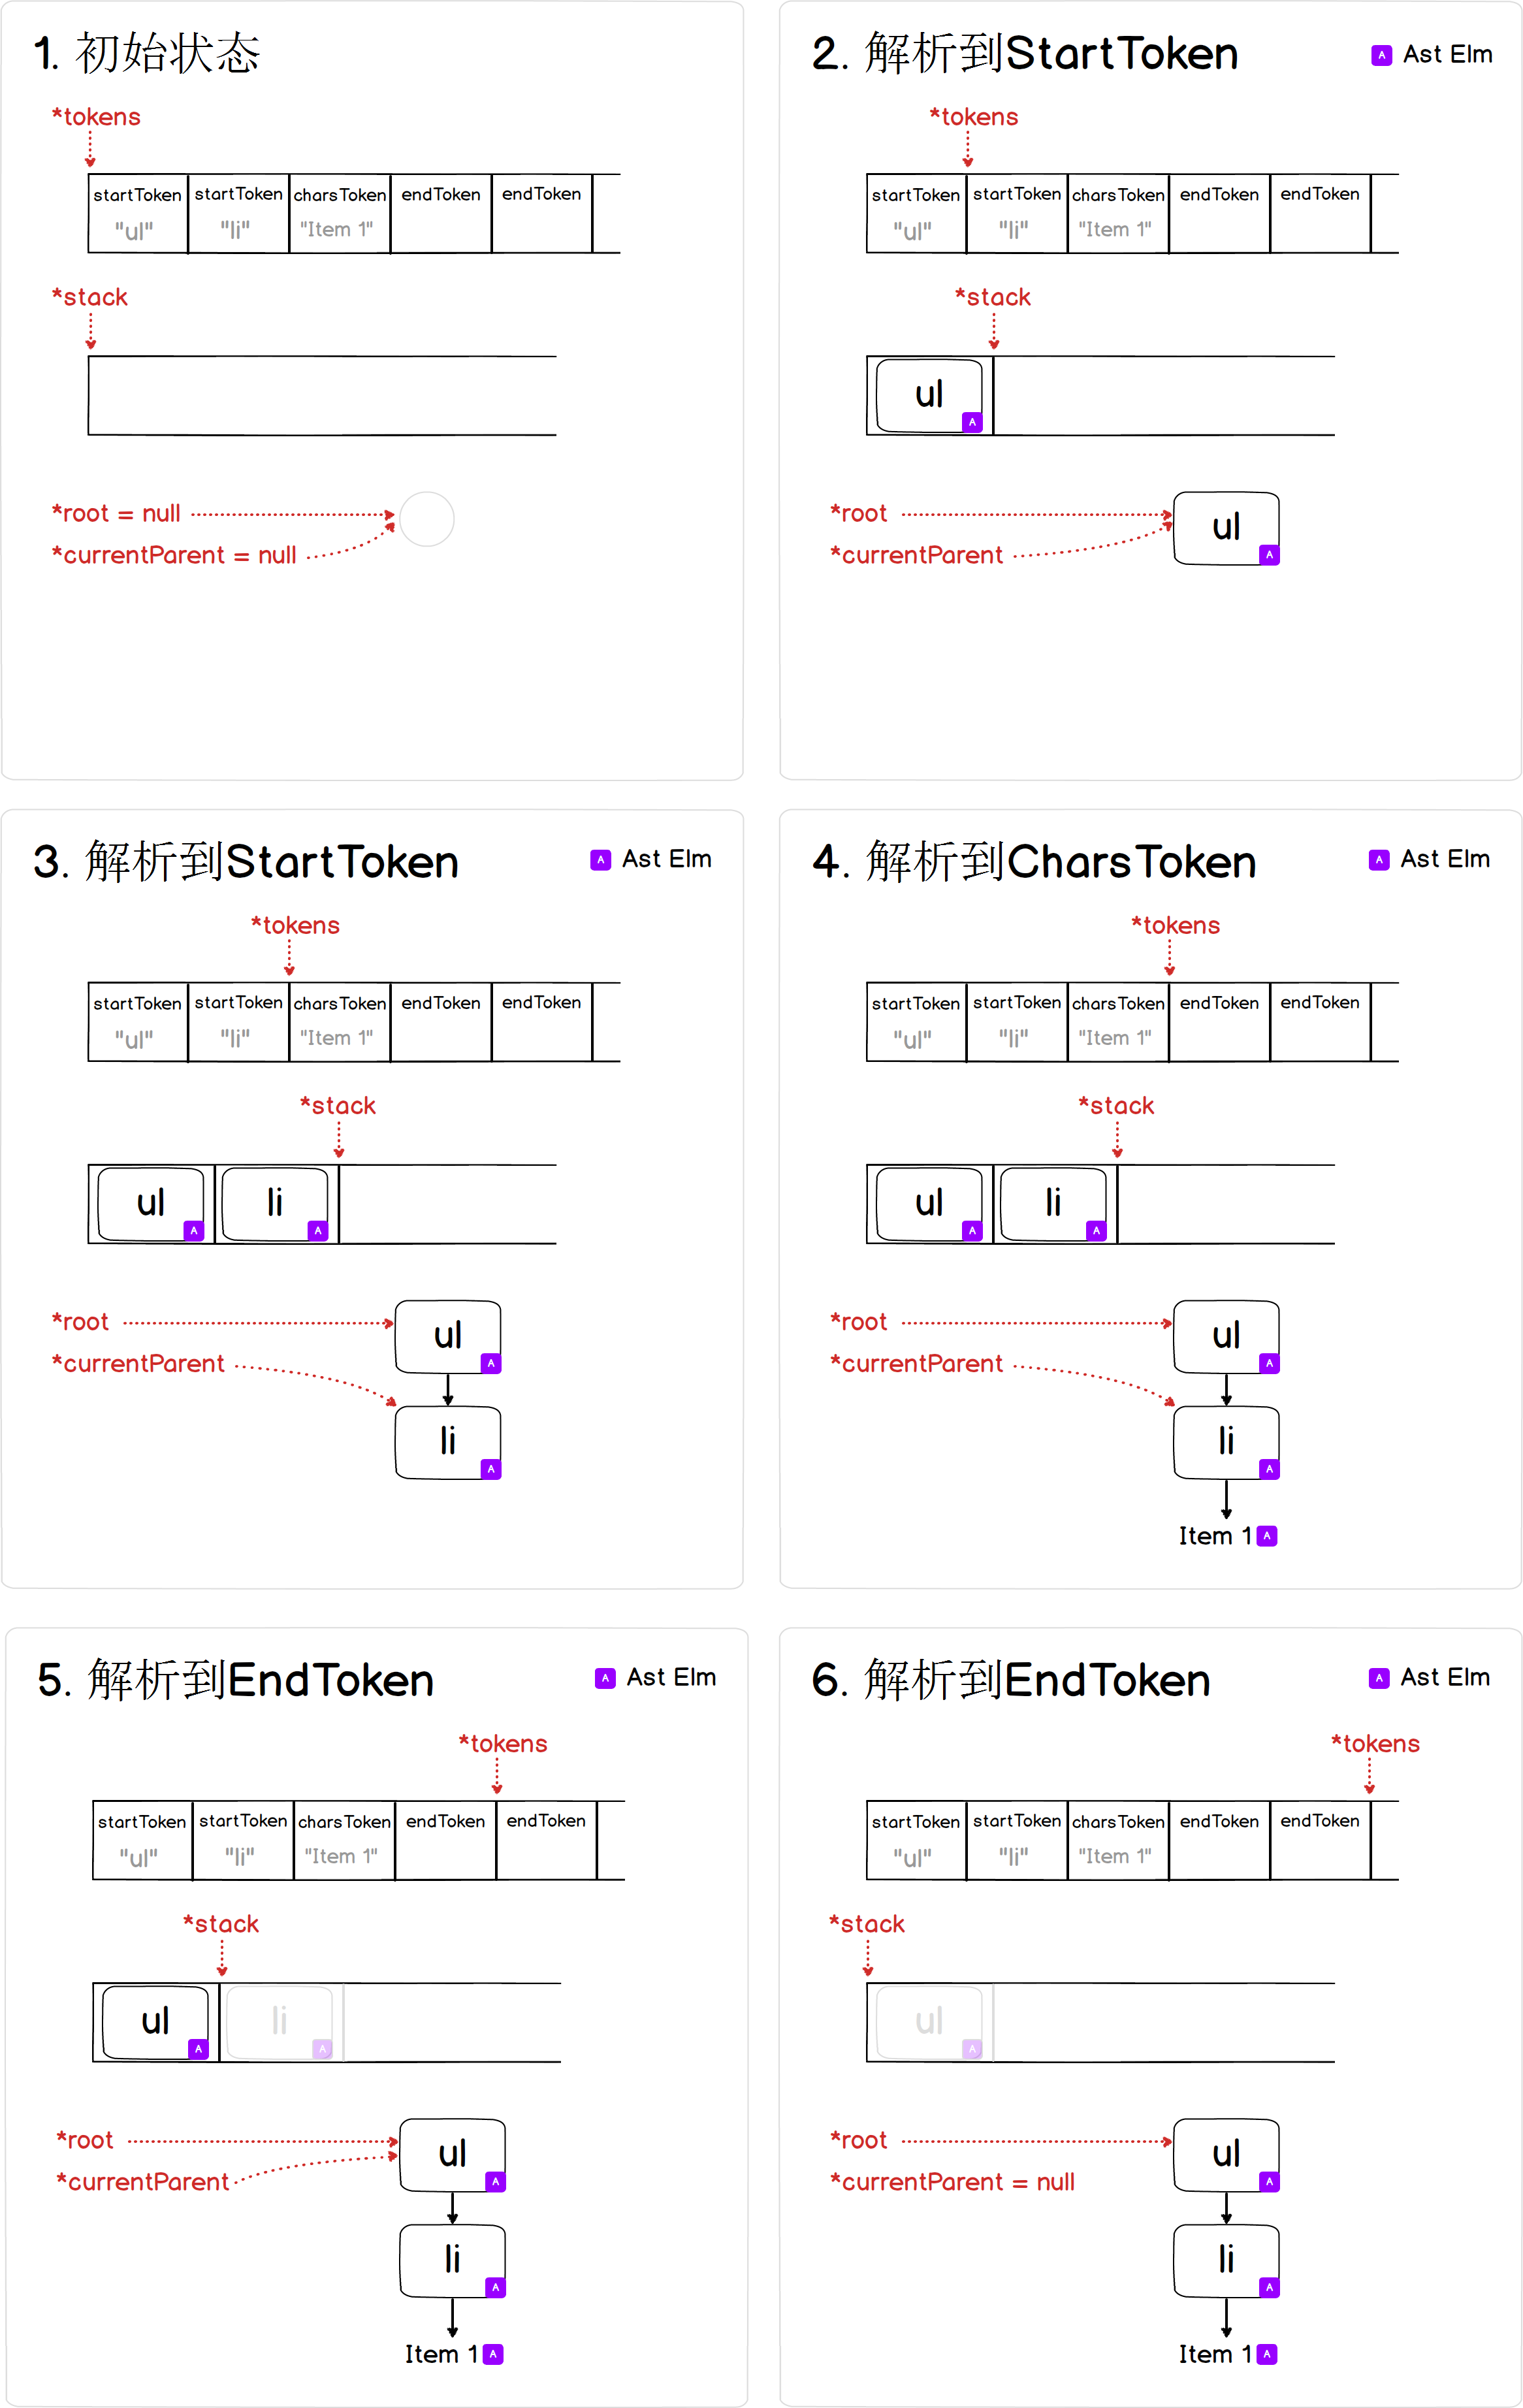 1. 初始状态
*tokens
startToken startToken charsToken endToken endToken
"ul" "li" "Item 1"
*stack
*root = null
*currentParent = null
2. 解析到StartToken
A Ast Elm
*tokens
startToken startToken charsToken endToken endToken
"ul" "li" "Item 1"
*stack
ul
A
*root
ul
*currentParent
A
3. 解析到StartToken
A Ast Elm
*tokens
startToken startToken charsToken endToken endToken
"ul" "li" "Item 1"
*stack
ul li
A A
*root
ul
*currentParent
A
li
A
4. 解析到CharsToken
A Ast Elm
*tokens
startToken startToken charsToken endToken endToken
"ul" "li" "Item 1"
*stack
ul li
A A
*root
ul
*currentParent
A
li
A
Item 1 A
5. 解析到EndToken
A Ast Elm
*tokens
startToken startToken charsToken endToken endToken
"ul" "li" "Item 1"
*stack
ul li
A A
*root
ul
*currentParent
A
li
A
Item 1 A
6. 解析到EndToken
A Ast Elm
*tokens
startToken startToken charsToken endToken endToken
"ul" "li" "Item 1"
*stack
ul
A
*root
ul
*currentParent = null
A
li
A
Item 1 A